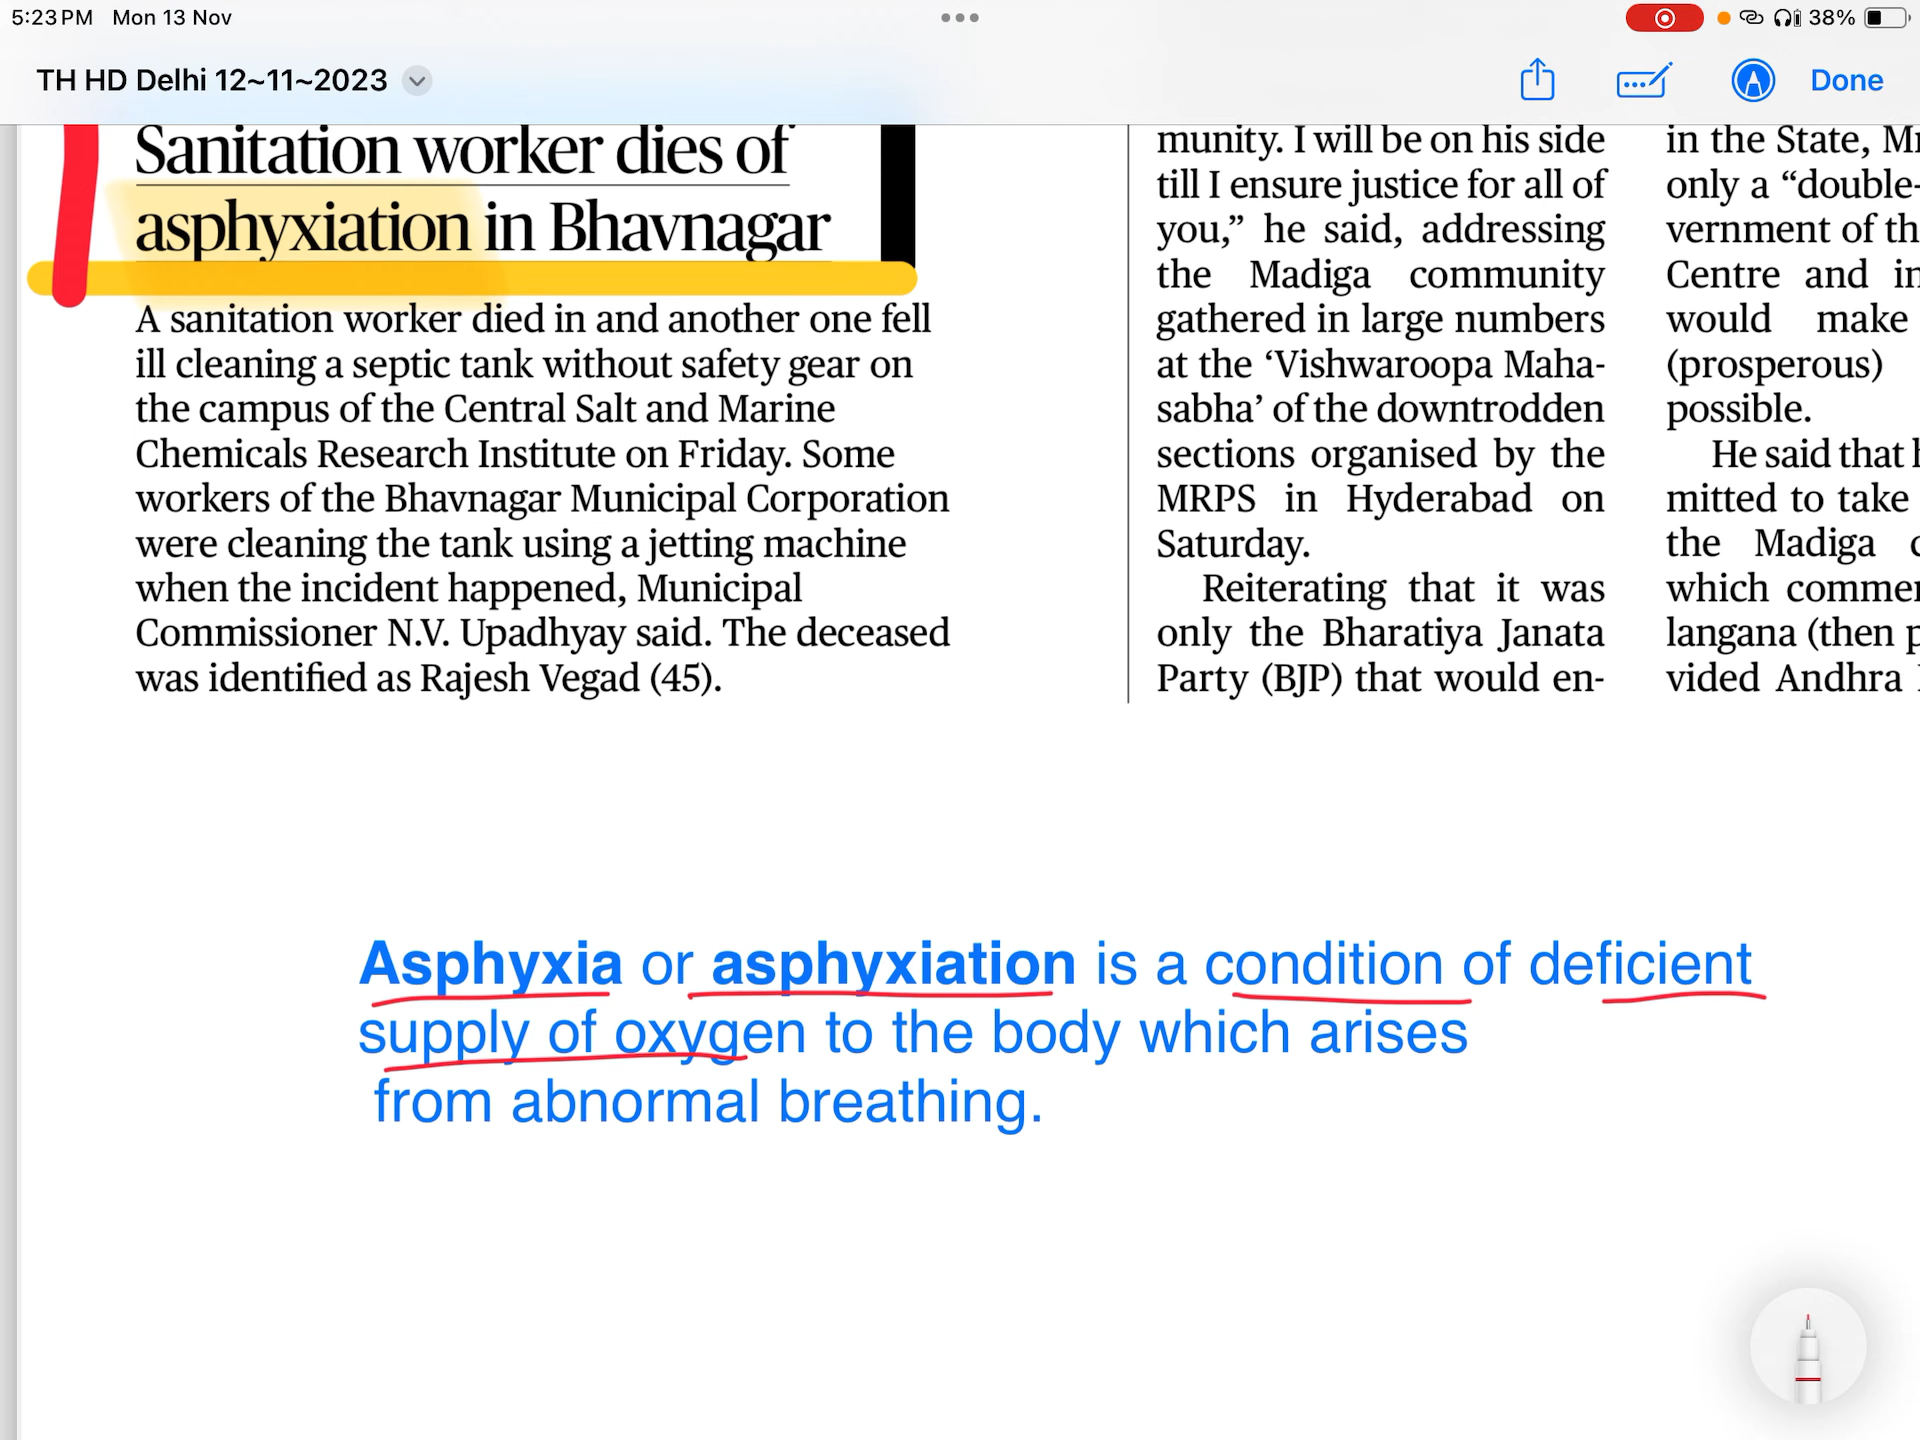 5:23 PM Mon 13 Nov
38%
TH HD Delhi 12~11~2023
Done
Sanitation worker dies of
asphyxiation in Bhavnagar
A sanitation worker died in and another one fell
ill cleaning a septic tank without safety gear on
the campus of the Central Salt and Marine
Chemicals Research Institute on Friday. Some
workers of the Bhavnagar Municipal Corporation
were cleaning the tank using a jetting machine
when the incident happened, Municipal
Commissioner N.V. Upadhyay said. The deceased
was identified as Rajesh Vegad (45).
munity. I will be on his side
till I ensure justice for all of
you,” he said, addressing
the Madiga community
gathered in large numbers
at the ‘Vishwaroopa Maha-
sabha’ of the downtrodden
sections organised by the
MRPS in Hyderabad on
Saturday.
Reiterating that it was
only the Bharatiya Janata
Party (BJP) that would en-
in the State,
only a “double-
vernment of
Centre and
would make
(prosperous)
possible.
He said that
mitted to take
the Madiga
which
langana (then
vided Andhra
Asphyxia or asphyxiation is a condition of deficient
supply of oxygen to the body which arises
from abnormal breathing.